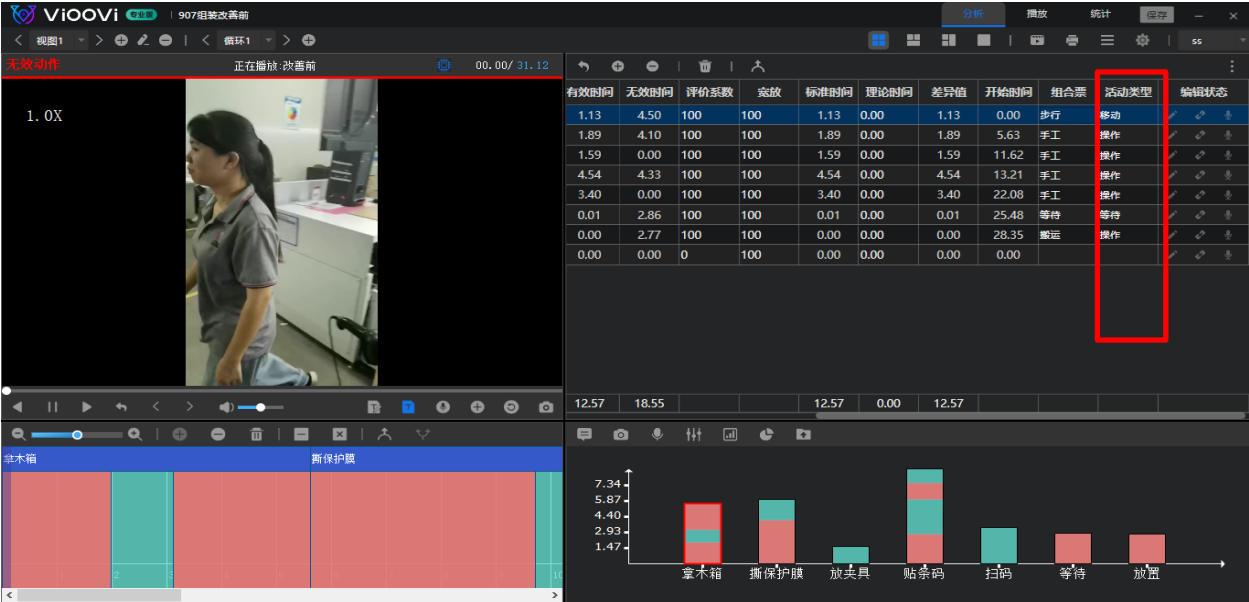 ViOOVi 专业版 907组装改善前 分析 播放 统计 保存
视图1 循环1 ss
无效动作 正在播放:改善前 00.00/31.12
1.0X
有效时间 无效时间 评价系数 宽放 标准时间 理论时间 差异值 开始时间 组合票 活动类型 编辑状态
1.13 4.50 100 100 1.13 0.00 1.13 0.00 步行 移动
1.89 4.10 100 100 1.89 0.00 1.89 5.63 手工 操作
1.59 0.00 100 100 1.59 0.00 1.59 11.62 手工 操作
4.54 4.33 100 100 4.54 0.00 4.54 13.21 手工 操作
3.40 0.00 100 100 3.40 0.00 3.40 22.08 手工 操作
0.01 2.86 100 100 0.01 0.00 0.01 25.48 等待 等待
0.00 2.77 100 100 0.00 0.00 0.00 28.35 搬运 操作
0.00 0.00 0 100 0.00 0.00 0.00 0.00
12.57 18.55 12.57 0.00 12.57
拿木箱 撕保护膜
2 3 10
7.34
5.87
4.40
2.93
1.47
拿木箱 撕保护膜 放夹具 贴条码 扫码 等待 放置